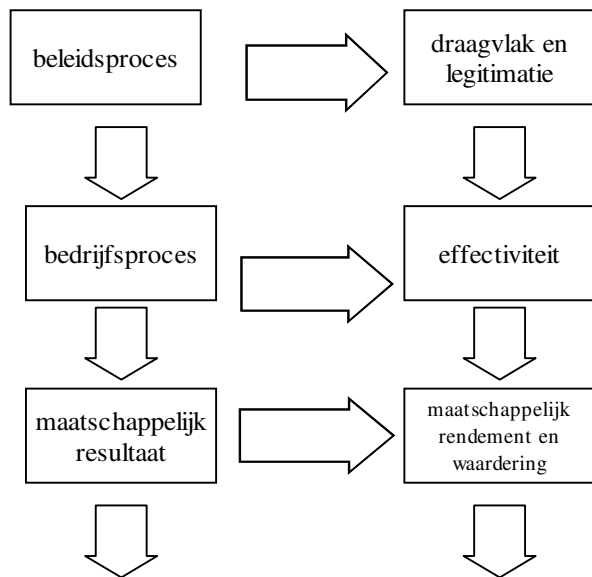 beleidsproces
draagvlak en
legitimatie
bedrijfsproces
effectiviteit
maatschappelijk
resultaat
maatschappelijk
rendement en
waardering